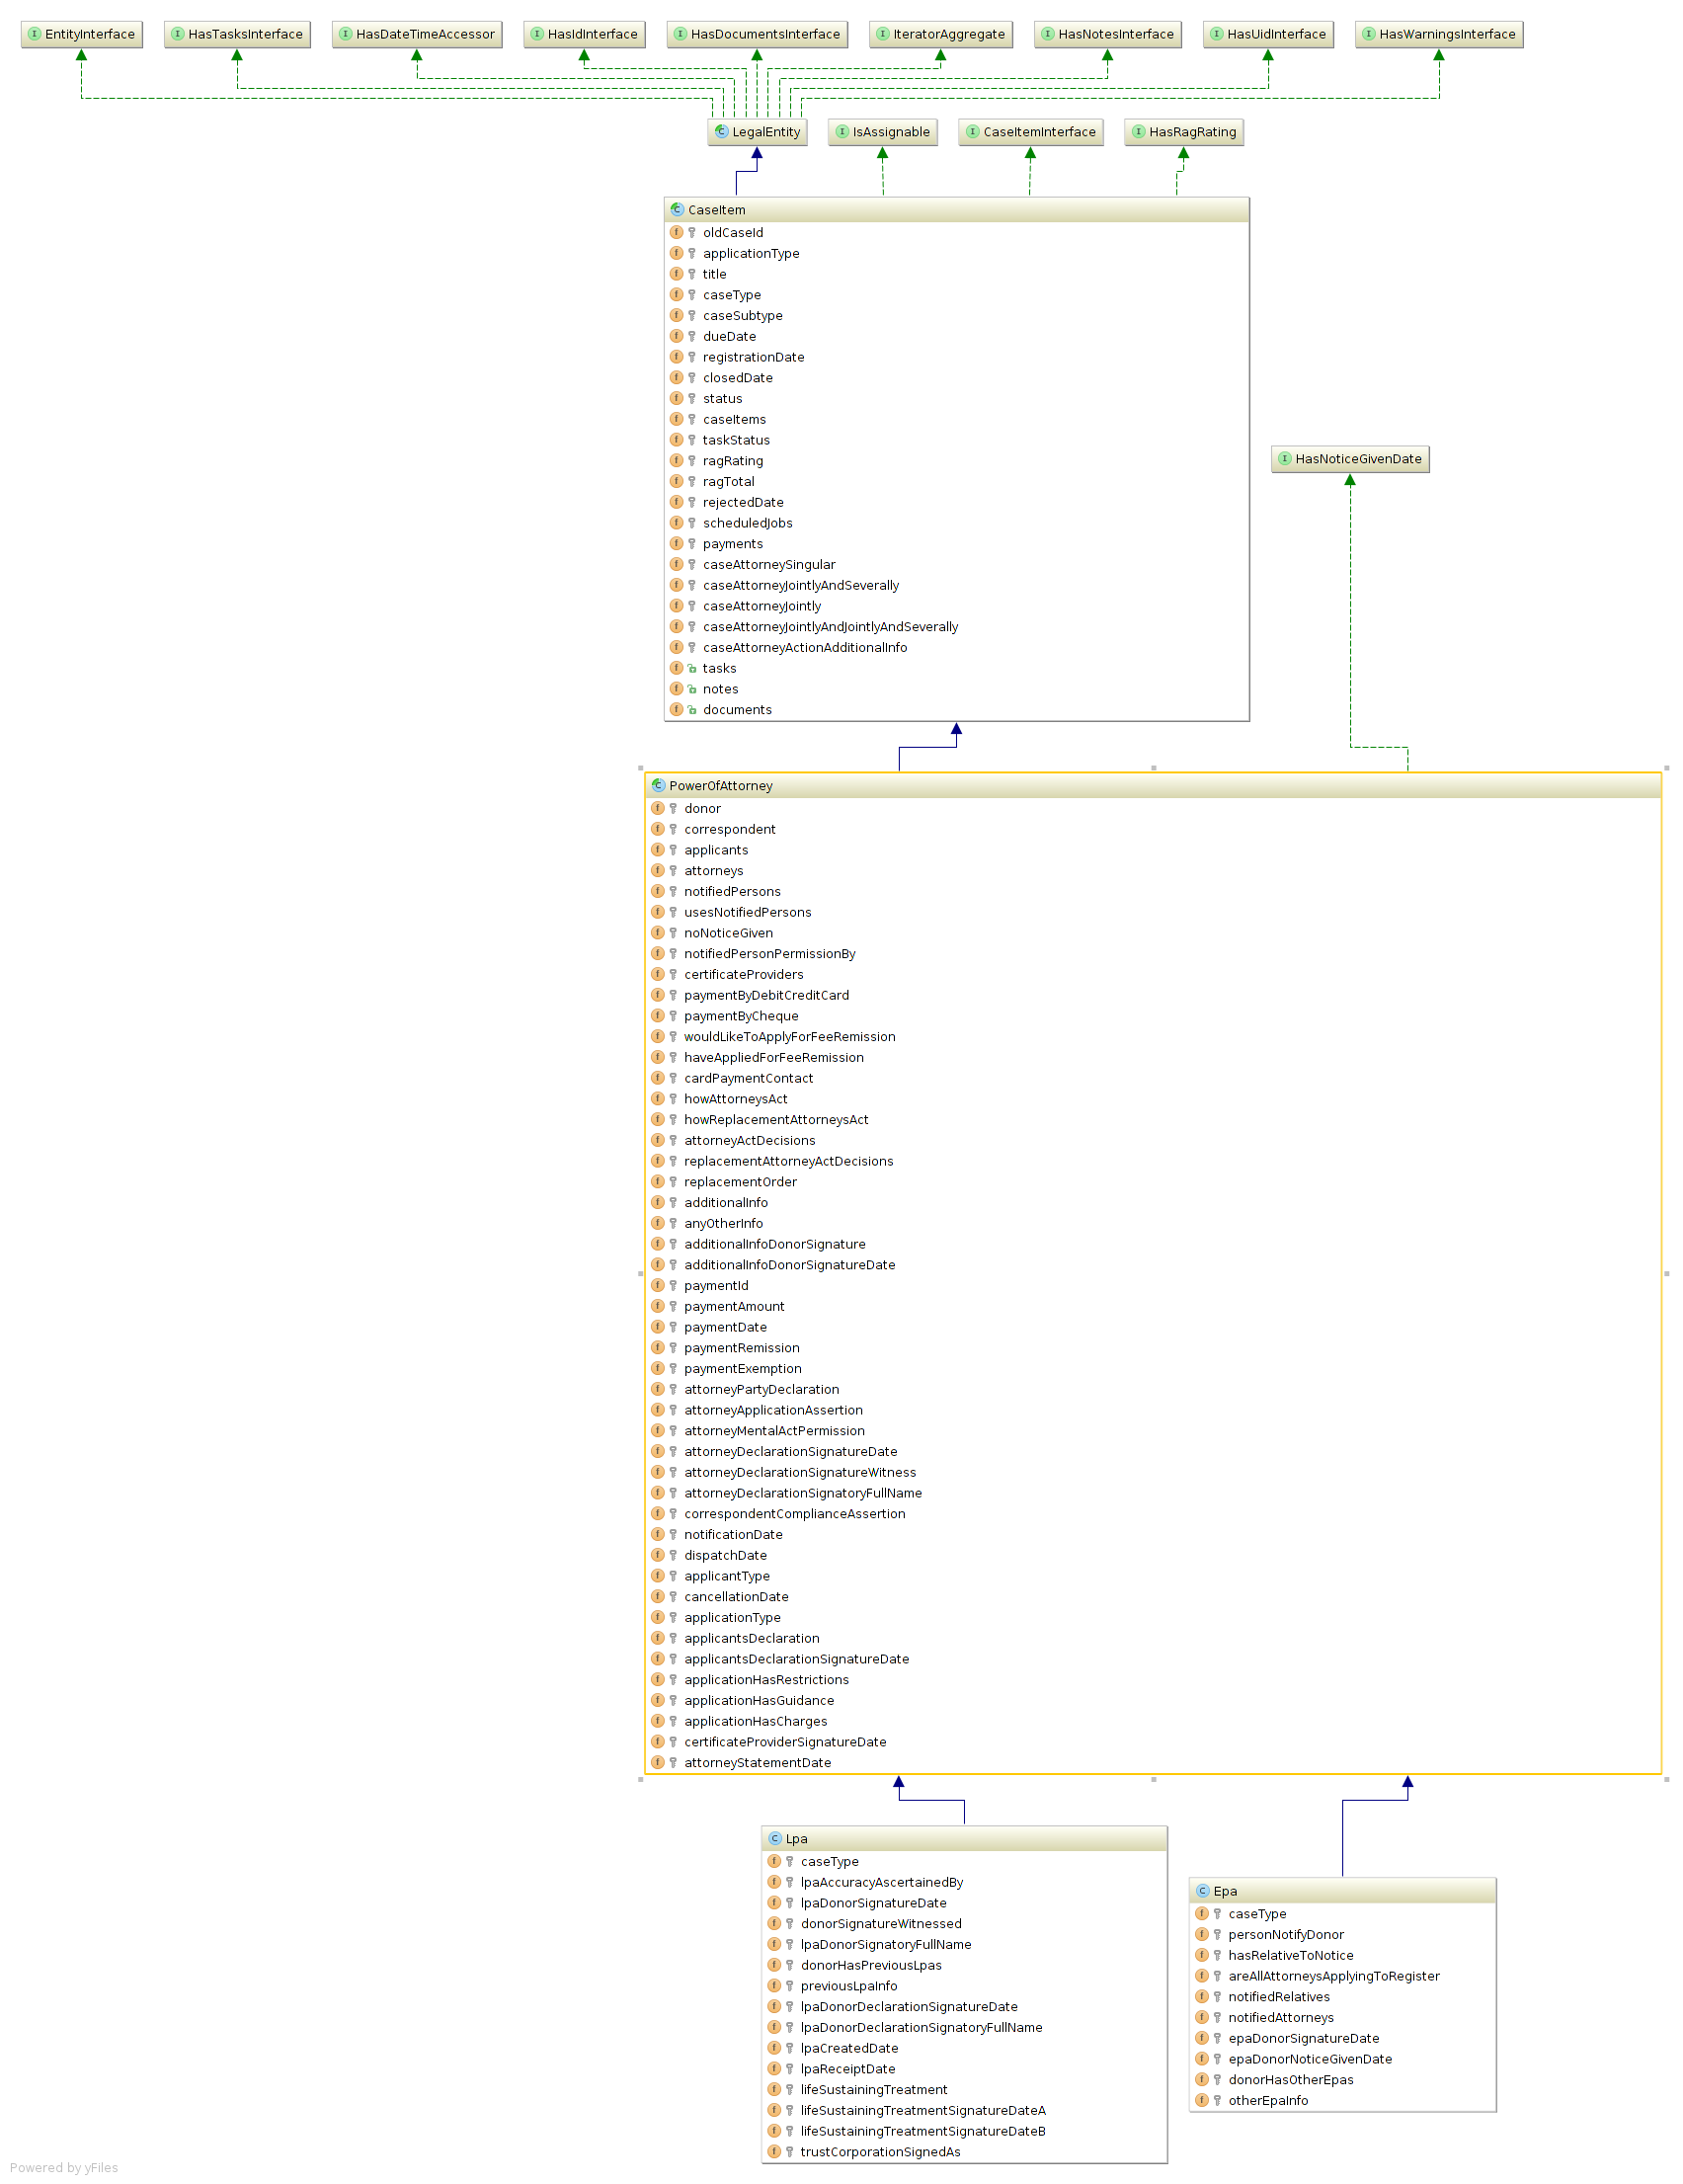 EntityInterface
HasTasksInterface
HasDateTimeAccessor
HasIdInterface
HasDocumentsInterface
IteratorAggregate
HasNotesInterface
HasUidInterface
HasWarningsInterface
LegalEntity
IsAssignable
CaseItemInterface
HasRagRating
CaseItem
oldCaseId
applicationType
title
caseType
caseSubtype
dueDate
registrationDate
closedDate
status
caseItems
taskStatus
ragRating
ragTotal
rejectedDate
scheduledJobs
payments
caseAttorneySingular
caseAttorneyJointlyAndSeverally
caseAttorneyJointly
caseAttorneyJointlyAndJointlyAndSeverally
caseAttorneyActionAdditionalInfo
tasks
notes
documents
HasNoticeGivenDate
PowerOfAttorney
donor
correspondent
applicants
attorneys
notifiedPersons
usesNotifiedPersons
noNoticeGiven
notifiedPersonPermissionBy
certificateProviders
paymentByDebitCreditCard
paymentByCheque
wouldLikeToApplyForFeeRemission
haveAppliedForFeeRemission
cardPaymentContact
howAttorneysAct
howReplacementAttorneysAct
attorneyActDecisions
replacementAttorneyActDecisions
replacementOrder
additionalInfo
anyOtherInfo
additionalInfoDonorSignature
additionalInfoDonorSignatureDate
paymentId
paymentAmount
paymentDate
paymentRemission
paymentExemption
attorneyPartyDeclaration
attorneyApplicationAssertion
attorneyMentalActPermission
attorneyDeclarationSignatureDate
attorneyDeclarationSignatureWitness
attorneyDeclarationSignatoryFullName
correspondentComplianceAssertion
notificationDate
dispatchDate
applicantType
cancellationDate
applicationType
applicantsDeclaration
applicantsDeclarationSignatureDate
applicationHasRestrictions
applicationHasGuidance
applicationHasCharges
certificateProviderSignatureDate
attorneyStatementDate
Lpa
caseType
lpaAccuracyAscertainedBy
lpaDonorSignatureDate
donorSignatureWitnessed
lpaDonorSignatoryFullName
donorHasPreviousLpas
previousLpaInfo
lpaDonorDeclarationSignatureDate
lpaDonorDeclarationSignatoryFullName
lpaCreatedDate
lpaReceiptDate
lifeSustainingTreatment
lifeSustainingTreatmentSignatureDateA
lifeSustainingTreatmentSignatureDateB
trustCorporationSignedAs
Epa
caseType
personNotifyDonor
hasRelativeToNotice
areAllAttorneysApplyingToRegister
notifiedRelatives
notifiedAttorneys
epaDonorSignatureDate
epaDonorNoticeGivenDate
donorHasOtherEpas
otherEpaInfo
Powered by yFiles